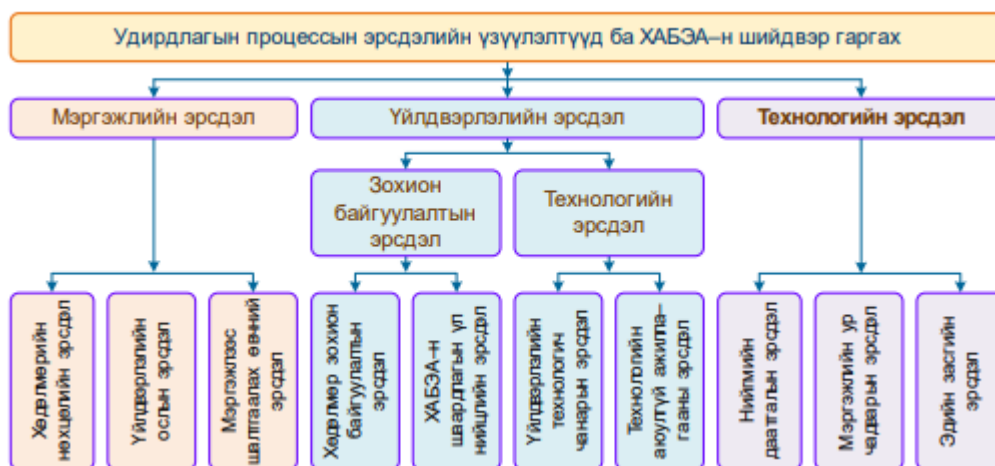 Удирдлагын процессын эрсдэлийн үзүүлэлтүүд ба ХАБЭА–н шийдвэр гаргах
Мэргэжлийн эрсдэл
Үйлдвэрлэлийн эрсдэл
Технологийн эрсдэл
Зохион
байгуулалтын
эрсдэл
Технологийн
эрсдэл
Хөдөлмөрийн
нөхцөлийн эрсдэл
Үйлдвэрлэлийн
ослын эрсдэл
Мэргэжлээс
шалтгаалах өвчний
эрсдэл
Хөдөлмөр зохион
байгуулалтын
эрсдэл
ХАБЭА–н
шаардлагын үл
нийцлийн эрсдэл
Үйлдвэрлэлийн
технологич
чанарын эрсдэл
Технологийн
аюулгүй ажилла–
гааны эрсдэл
Нийгмийн
даатгалын эрсдэл
Мэргэжлийн ур
чадварын эрсдэл
Эдийн засгийн
эрсдэл